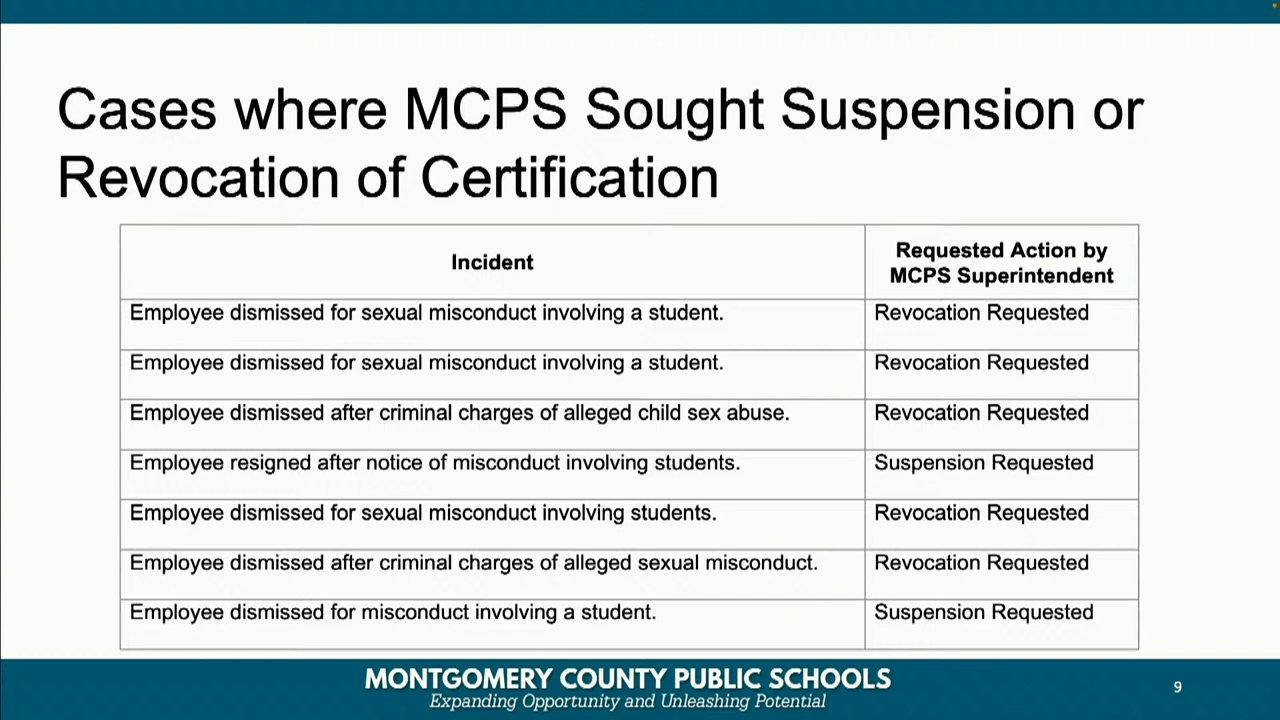 Cases where MCPS Sought Suspension or
Revocation of Certification
Incident
Requested Action by
MCPS Superintendent
Employee dismissed for sexual misconduct involving a student.
Revocation Requested
Employee dismissed for sexual misconduct involving a student.
Revocation Requested
Employee dismissed after criminal charges of alleged child sex abuse.
Revocation Requested
Employee resigned after notice of misconduct involving students.
Suspension Requested
Employee dismissed for sexual misconduct involving students.
Revocation Requested
Employee dismissed after criminal charges of alleged sexual misconduct.
Revocation Requested
Employee dismissed for misconduct involving a student.
Suspension Requested
MONTGOMERY COUNTY PUBLIC SCHOOLS
Expanding Opportunity and Unleashing Potential
9